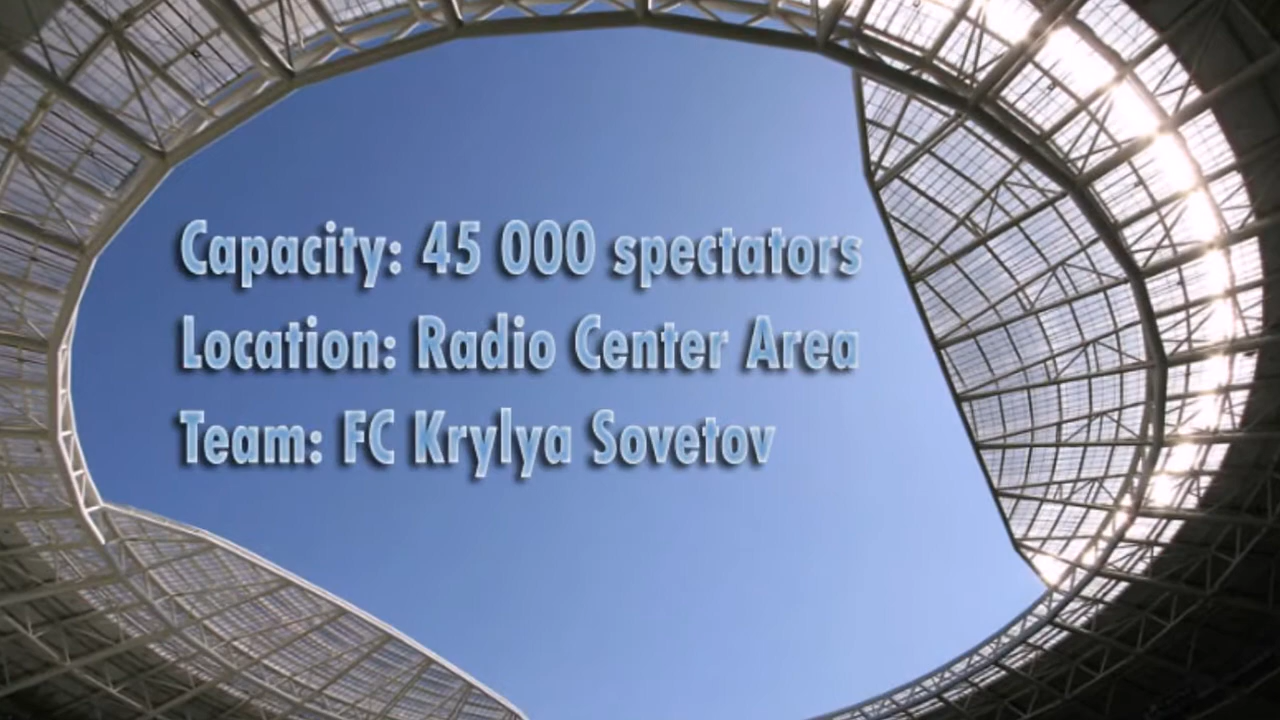 Capacity: 45 000 spectators
Location: Radio Center Area
Team: FC Krylya Sovetov